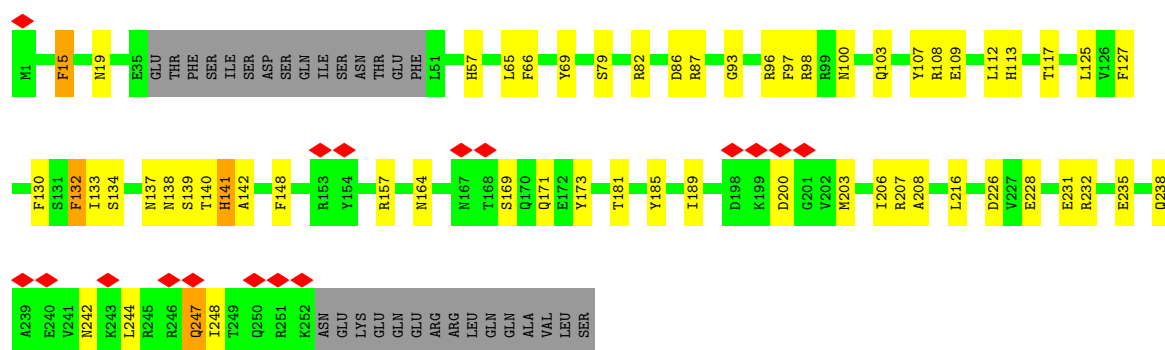 M1 F15 N19 E35 GLU THR PHE SER ILE SER ASP SER GLN ILE SER ASN THR GLU PHE L51 H57 L65 F66 Y69 S79 R82 D86 R87 G93 R96 F97 R98 R99 N100 Q103 Y107 R108 E109 L112 H113 T117 L125 V126 F127
F130 S131 F132 I133 S134 N137 N138 S139 T140 H141 A142 F148 R153 Y154 R157 N164 N167 T168 S169 Q170 Q171 E172 Y173 T181 Y185 I189 D198 K199 D200 G201 V202 M203 I206 R207 A208 L216 D226 V227 E228 E231 R232 E235 Q238
A239 E240 V241 N242 K243 L244 R245 R246 Q247 I248 T249 Q250 R251 K252 ASN GLU LYS GLU GLN GLU ARG ARG LEU GLN GLN ALA VAL LEU SER